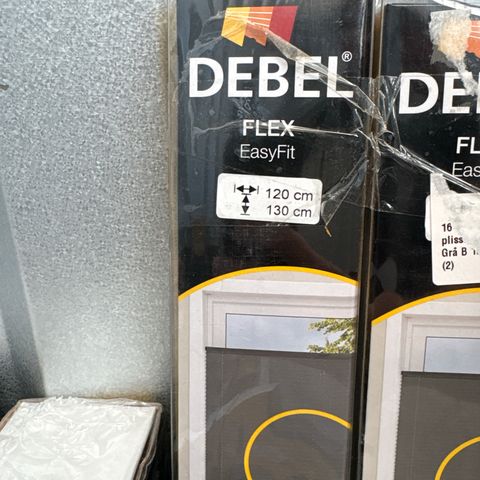 DEBEL®
FLEX
EasyFit
120 cm
130 cm
DE
FL
Eas
16
pliss
Grå B
(2)